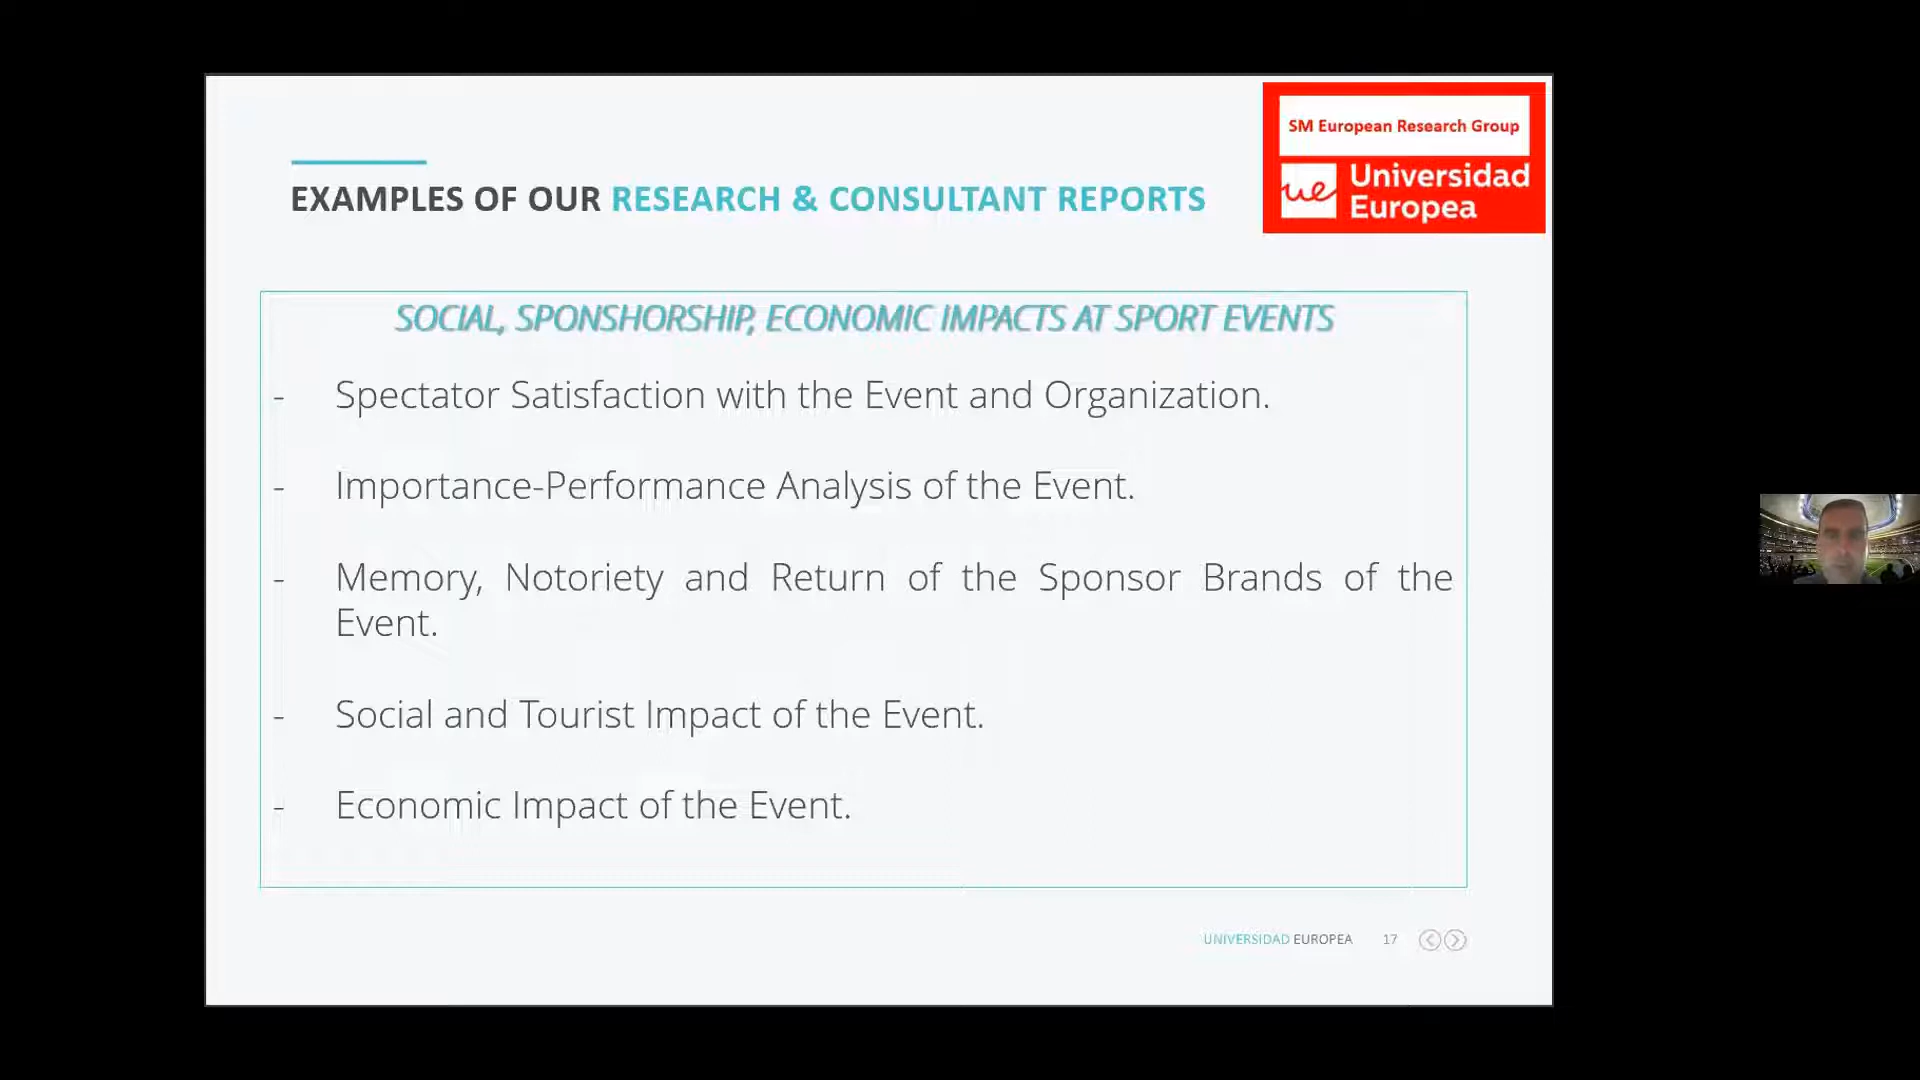 SM European Research Group
ue Universidad
Europea
EXAMPLES OF OUR RESEARCH & CONSULTANT REPORTS
SOCIAL, SPONSHORSHIP, ECONOMIC IMPACTS AT SPORT EVENTS
- Spectator Satisfaction with the Event and Organization.
- Importance-Performance Analysis of the Event.
- Memory, Notoriety and Return of the Sponsor Brands of the
Event.
- Social and Tourist Impact of the Event.
- Economic Impact of the Event.
UNIVERSIDAD EUROPEA 17